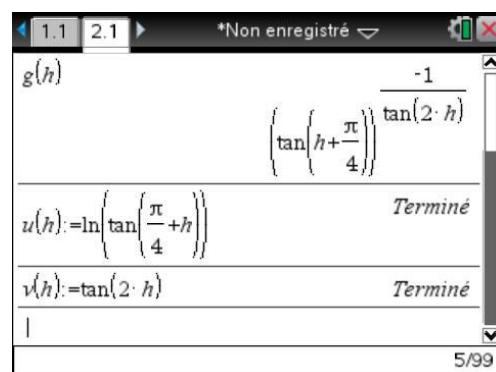 1.1 2.1 *Non enregistré
g(h)
(tan(h+π/4))^(-1/tan(2·h))
u(h):=ln(tan(π/4+h)) Terminé
v(h):=tan(2·h) Terminé
5/99